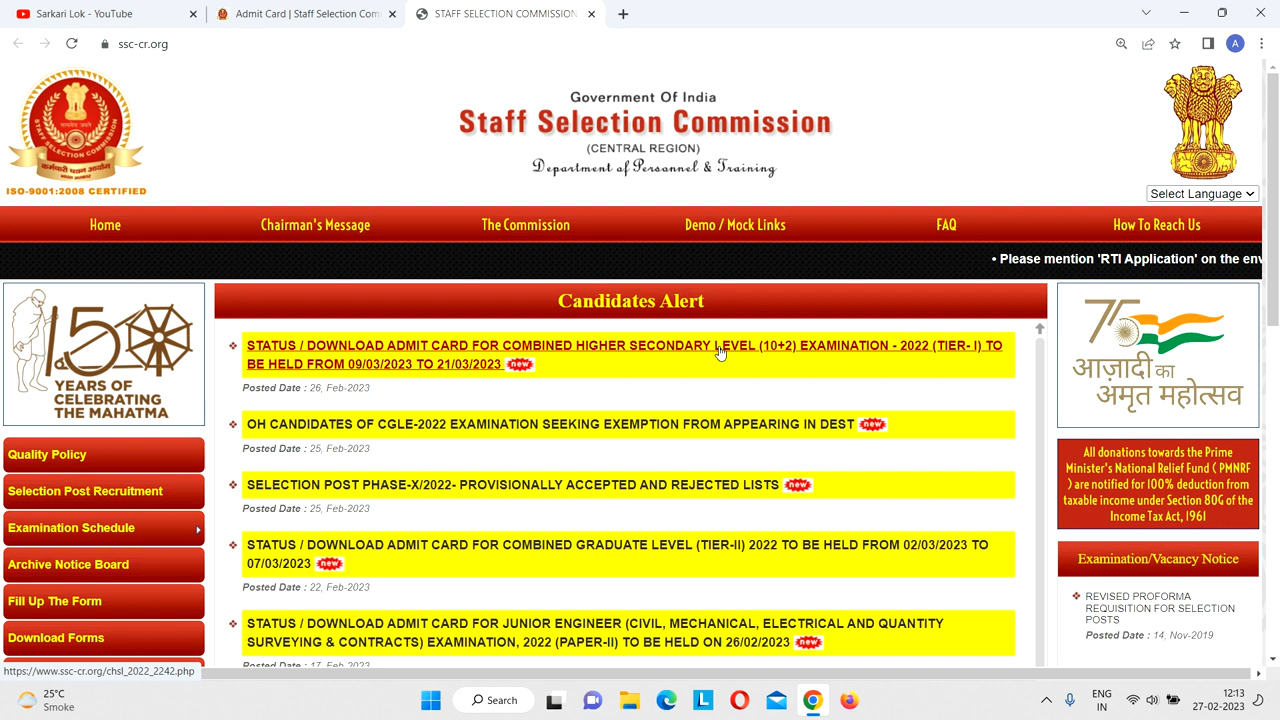 Sarkari Lok - YouTube
Admit Card | Staff Selection Com
STAFF SELECTION COMMISSION
ssc-cr.org
A
STAFF SELECTION COMMISSION
ISO-9001:2008 CERTIFIED
Government Of India
Staff Selection Commission
(CENTRAL REGION)
Department of Personnel & Training
Select Language
Home
Chairman's Message
The Commission
Demo / Mock Links
FAQ
How To Reach Us
• Please mention 'RTI Application' on the env
150
YEARS OF
CELEBRATING
THE MAHATMA
Quality Policy
Selection Post Recruitment
Examination Schedule
Archive Notice Board
Fill Up The Form
Download Forms
Candidates Alert
STATUS / DOWNLOAD ADMIT CARD FOR COMBINED HIGHER SECONDARY LEVEL (10+2) EXAMINATION - 2022 (TIER- I) TO
BE HELD FROM 09/03/2023 TO 21/03/2023 new
Posted Date : 26, Feb-2023
OH CANDIDATES OF CGLE-2022 EXAMINATION SEEKING EXEMPTION FROM APPEARING IN DEST new
Posted Date : 25, Feb-2023
SELECTION POST PHASE-X/2022- PROVISIONALLY ACCEPTED AND REJECTED LISTS new
Posted Date : 25, Feb-2023
STATUS / DOWNLOAD ADMIT CARD FOR COMBINED GRADUATE LEVEL (TIER-II) 2022 TO BE HELD FROM 02/03/2023 TO
07/03/2023 new
Posted Date : 22, Feb-2023
STATUS / DOWNLOAD ADMIT CARD FOR JUNIOR ENGINEER (CIVIL, MECHANICAL, ELECTRICAL AND QUANTITY
SURVEYING & CONTRACTS) EXAMINATION, 2022 (PAPER-II) TO BE HELD ON 26/02/2023 new
Posted Date : 17, Feb-2023
75
आज़ादी का
अमृत महोत्सव
All donations towards the Prime
Minister's National Relief Fund ( PMNRF
) are notified for 100% deduction from
taxable income under Section 80G of the
Income Tax Act, 1961
Examination/Vacancy Notice
REVISED PROFORMA
REQUISITION FOR SELECTION
POSTS
Posted Date : 14, Nov-2019
https://www.ssc-cr.org/chsl_2022_2242.php
25°C
Smoke
Search
L
ENG
IN
12:13
27-02-2023